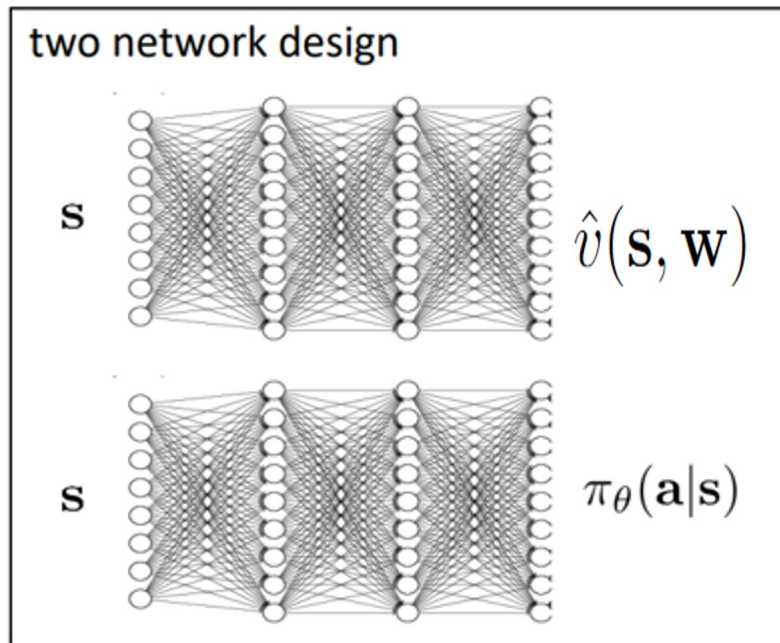 two network design
s
v̂(s, w)
s
π_θ(a|s)